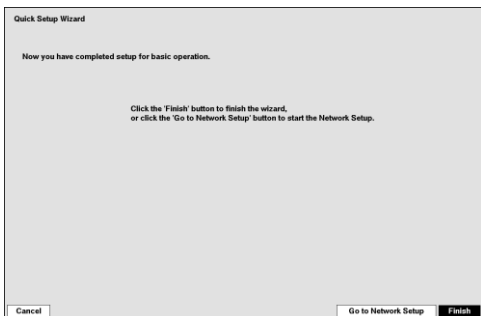 Quick Setup Wizard
Now you have completed setup for basic operation.
Click the 'Finish' button to finish the wizard,
or click the 'Go to Network Setup' button to start the Network Setup.
Cancel
Go to Network Setup
Finish